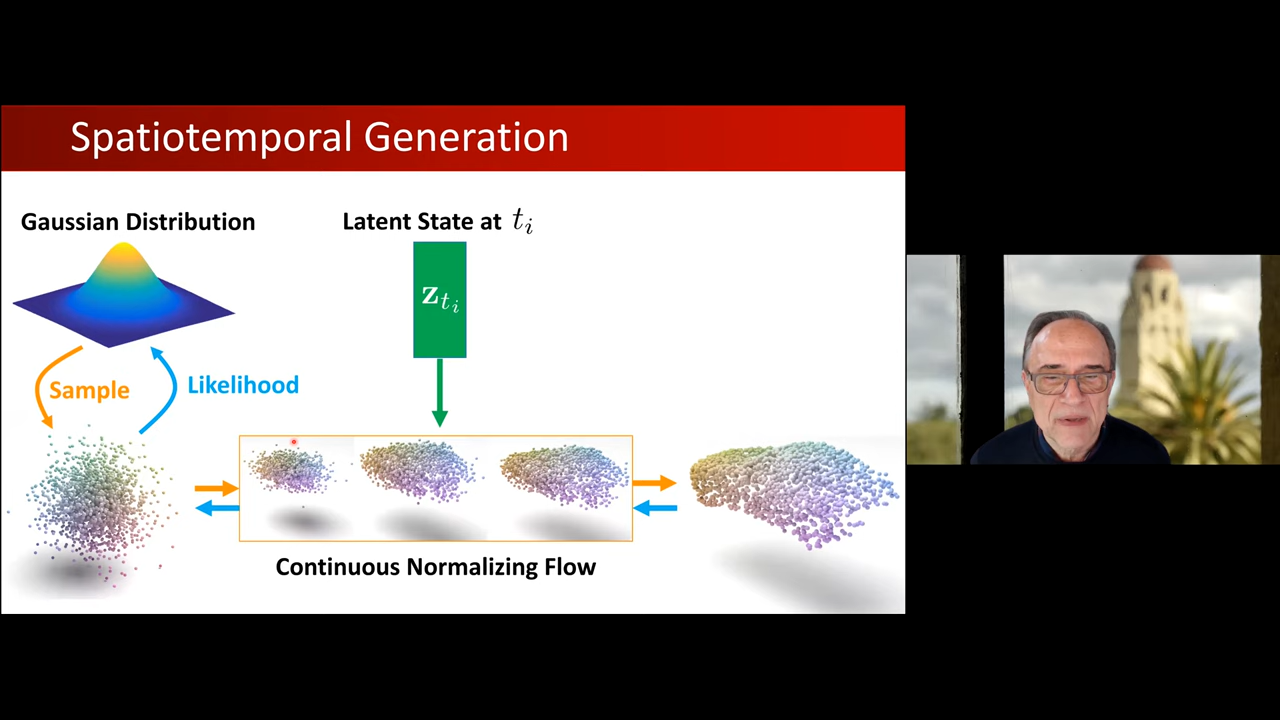 Spatiotemporal Generation
Gaussian Distribution
Latent State at t_i
z_{t_i}
Sample
Likelihood
Continuous Normalizing Flow